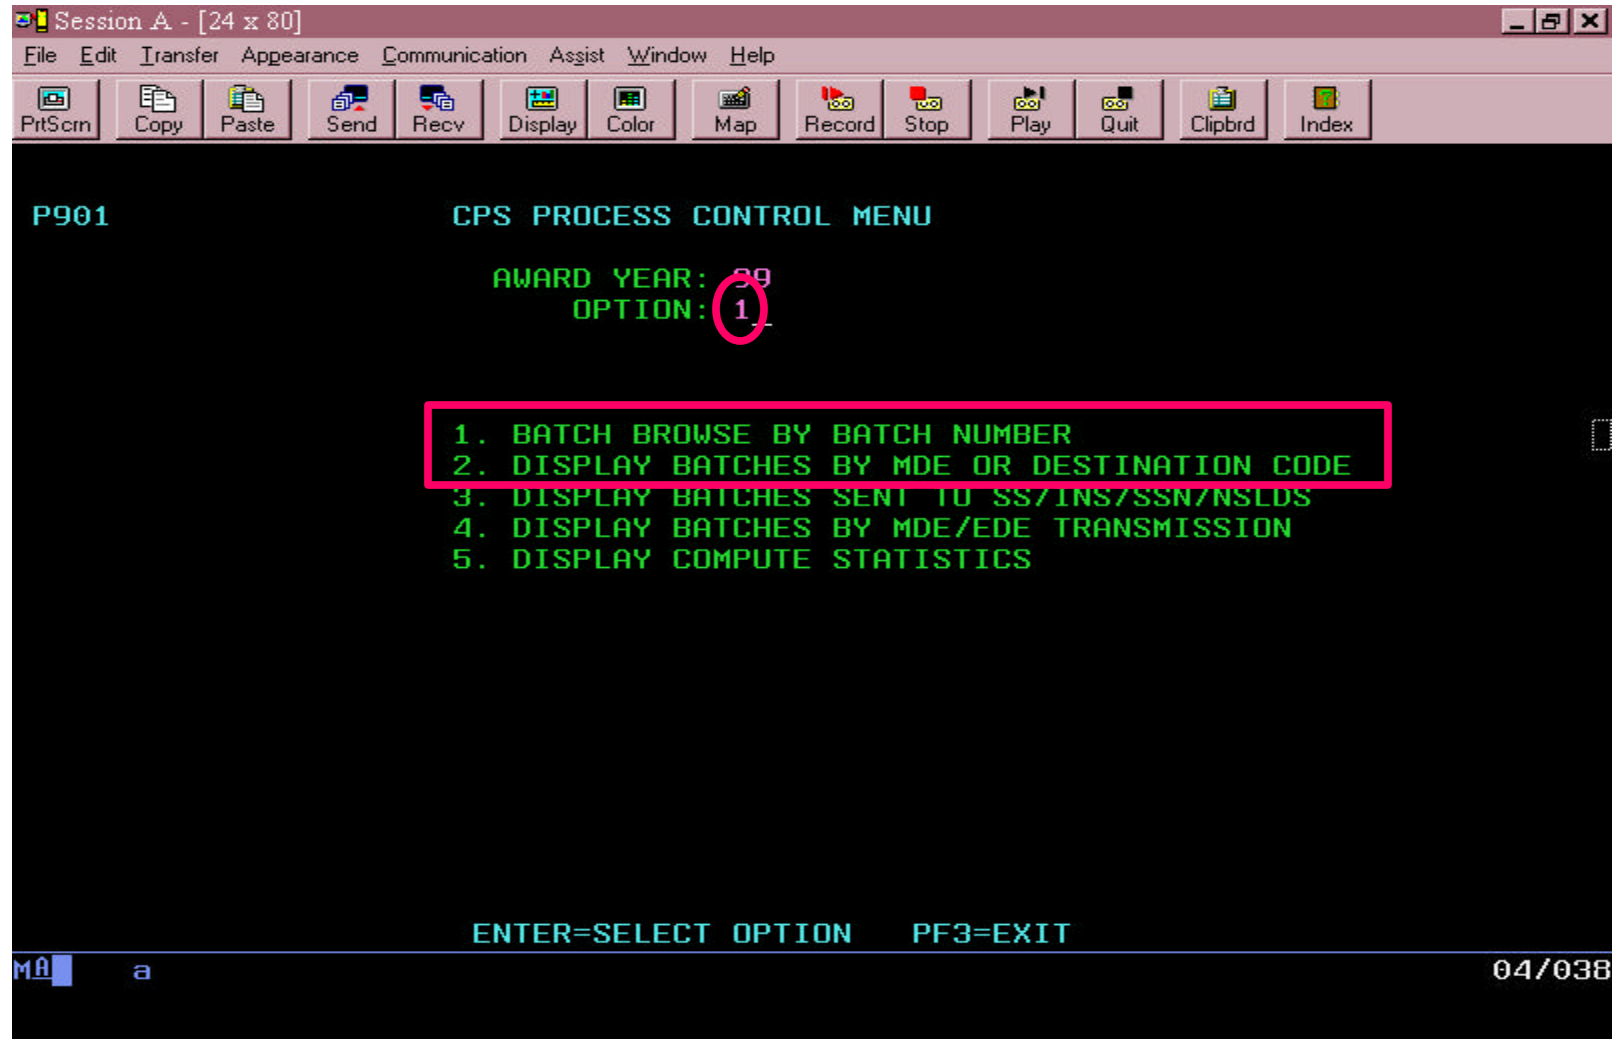 Session A - [24 x 80]
File Edit Transfer Appearance Communication Assist Window Help
PrtScrn Copy Paste Send Recv Display Color Map Record Stop Play Quit Clipbrd Index
P901 CPS PROCESS CONTROL MENU
AWARD YEAR: 99
OPTION: 1_
1. BATCH BROWSE BY BATCH NUMBER
2. DISPLAY BATCHES BY MDE OR DESTINATION CODE
3. DISPLAY BATCHES SENT TO SS/INS/SSN/NSLDS
4. DISPLAY BATCHES BY MDE/EDE TRANSMISSION
5. DISPLAY COMPUTE STATISTICS
ENTER=SELECT OPTION PF3=EXIT
MA a 04/038